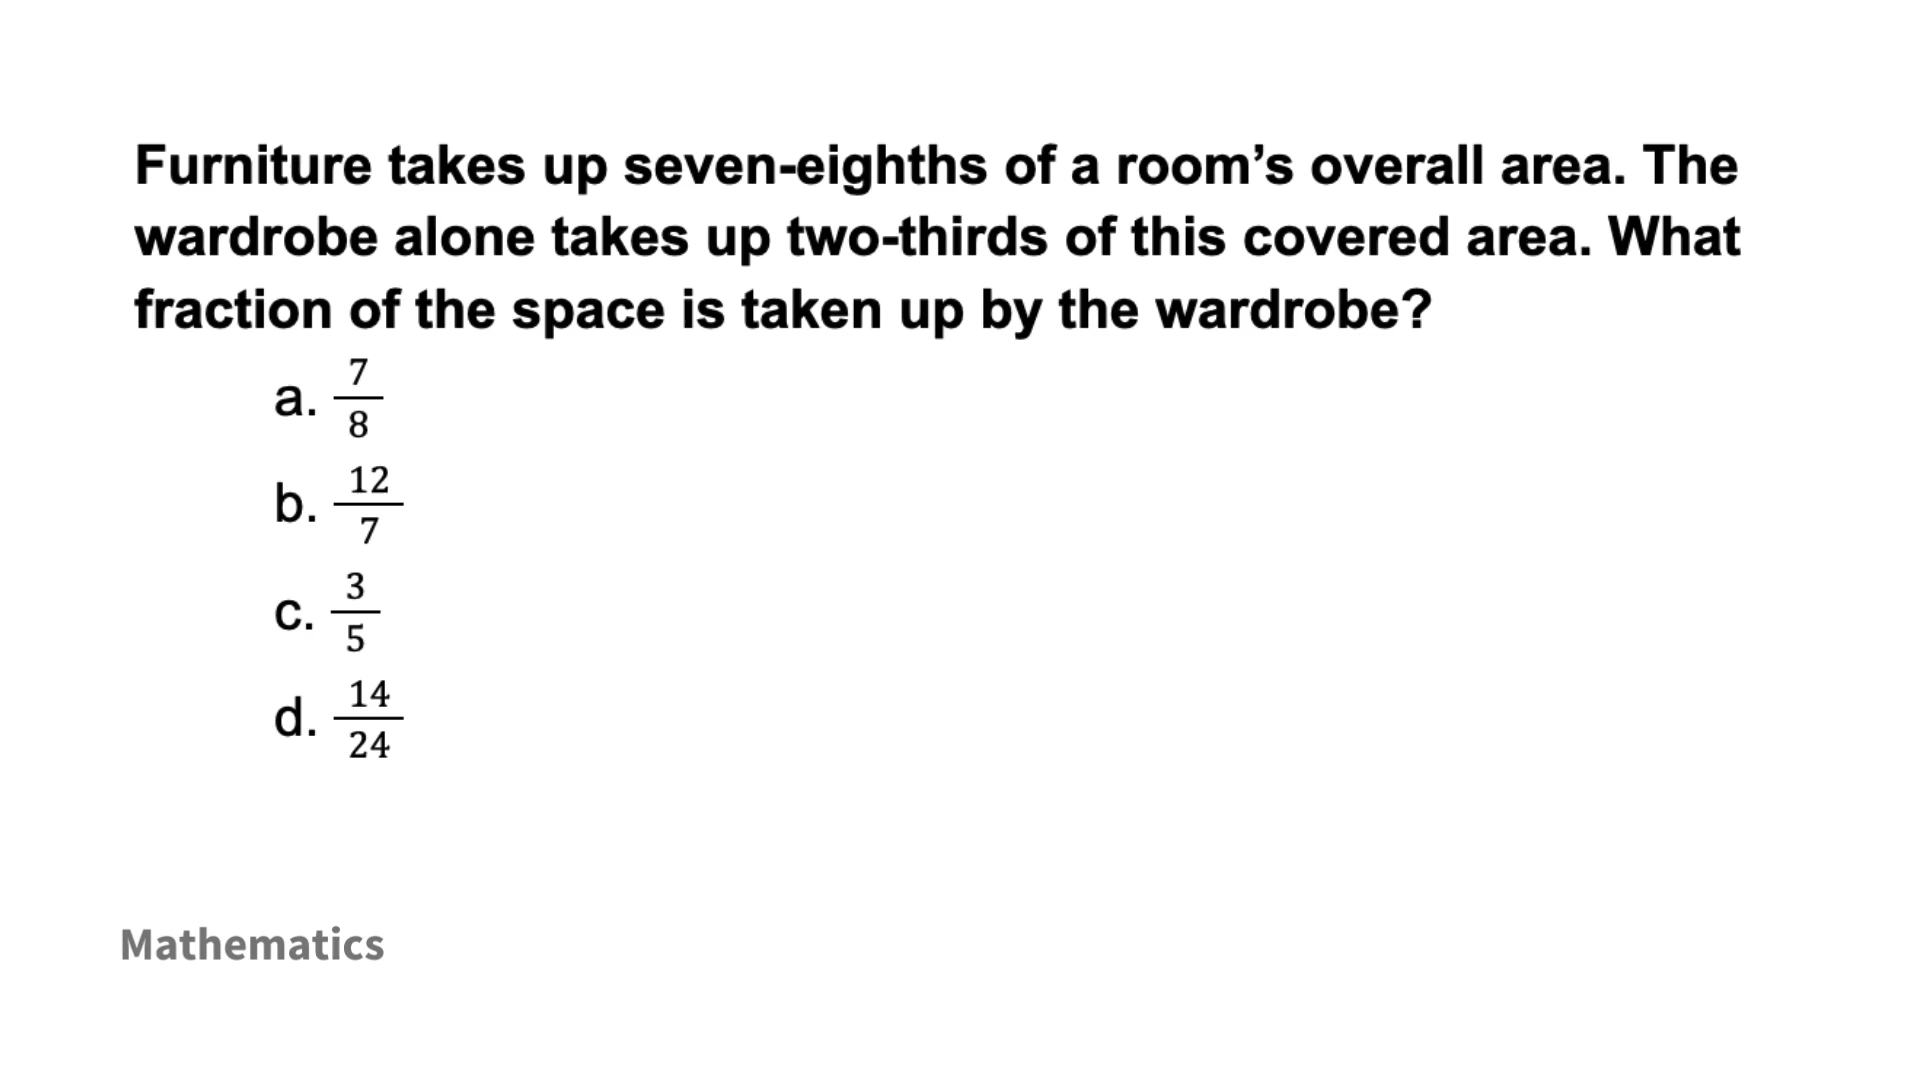 Furniture takes up seven-eighths of a room’s overall area. The
wardrobe alone takes up two-thirds of this covered area. What
fraction of the space is taken up by the wardrobe?
a. 7/8
b. 12/7
c. 3/5
d. 14/24
Mathematics